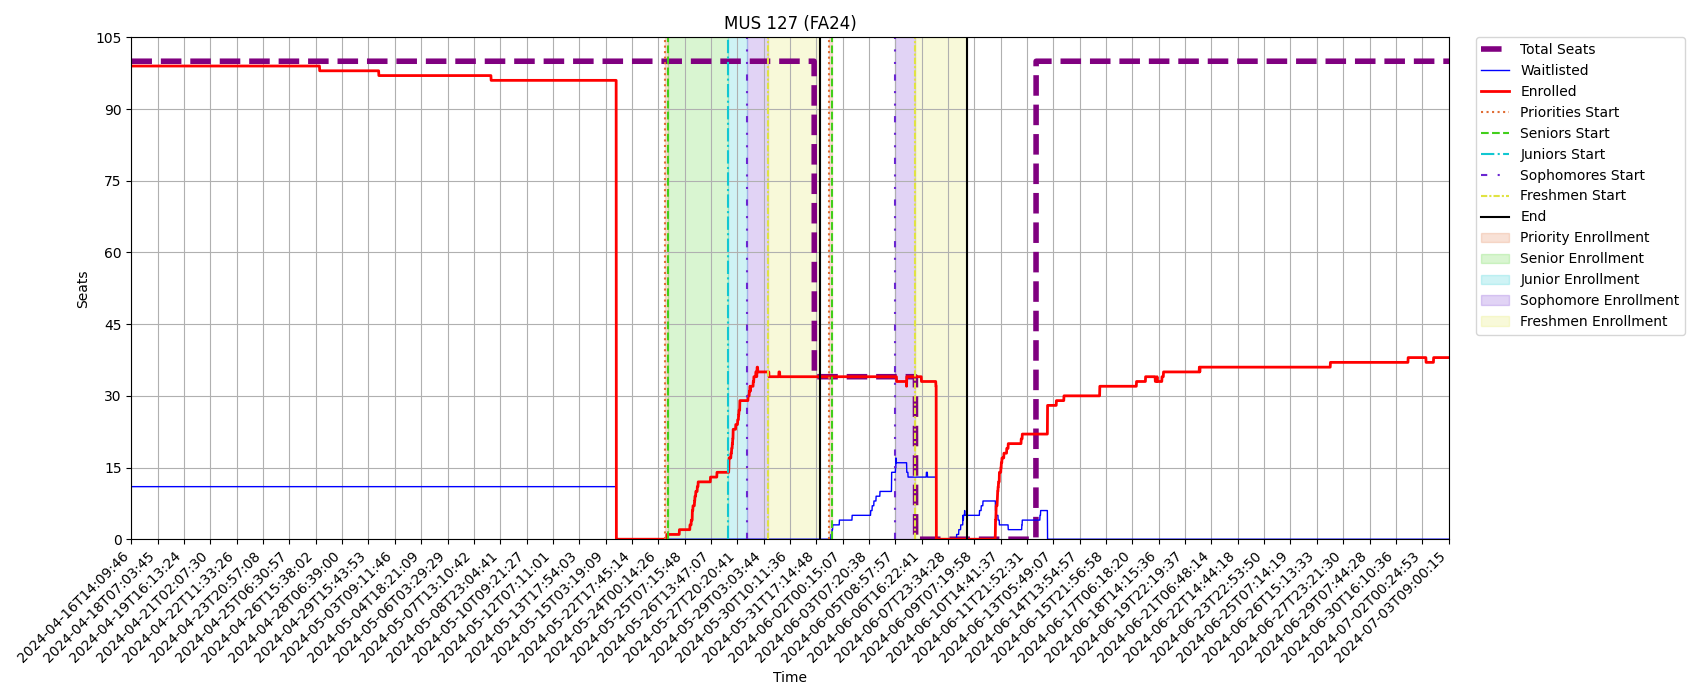 MUS 127 (FA24)
105
90
75
60
45
30
15
0
Seats
2024-04-16T14:09:46
2024-04-18T07:03:45
2024-04-19T16:13:24
2024-04-21T02:07:30
2024-04-22T11:33:26
2024-04-23T20:57:08
2024-04-25T06:30:57
2024-04-26T15:38:02
2024-04-28T06:39:00
2024-04-29T15:43:53
2024-05-03T09:11:46
2024-05-04T18:21:09
2024-05-06T03:29:29
2024-05-07T13:10:42
2024-05-08T23:04:41
2024-05-10T09:21:27
2024-05-12T07:11:01
2024-05-13T17:54:03
2024-05-15T03:19:09
2024-05-22T17:45:14
2024-05-24T00:14:26
2024-05-25T07:15:48
2024-05-26T13:47:07
2024-05-27T20:20:41
2024-05-29T03:03:44
2024-05-30T10:11:36
2024-05-31T17:14:48
2024-06-02T00:15:07
2024-06-03T07:20:38
2024-06-05T08:57:57
2024-06-06T16:22:41
2024-06-07T23:34:28
2024-06-09T07:19:58
2024-06-10T14:41:37
2024-06-11T21:52:31
2024-06-13T05:49:07
2024-06-14T13:54:57
2024-06-15T21:56:58
2024-06-17T06:18:20
2024-06-18T14:15:36
2024-06-19T22:19:37
2024-06-21T06:48:14
2024-06-22T14:44:18
2024-06-23T22:53:50
2024-06-25T07:14:19
2024-06-26T15:13:33
2024-06-27T23:21:30
2024-06-29T07:44:28
2024-06-30T16:10:36
2024-07-02T00:24:53
2024-07-03T09:00:15
Time
Total Seats
Waitlisted
Enrolled
Priorities Start
Seniors Start
Juniors Start
Sophomores Start
Freshmen Start
End
Priority Enrollment
Senior Enrollment
Junior Enrollment
Sophomore Enrollment
Freshmen Enrollment